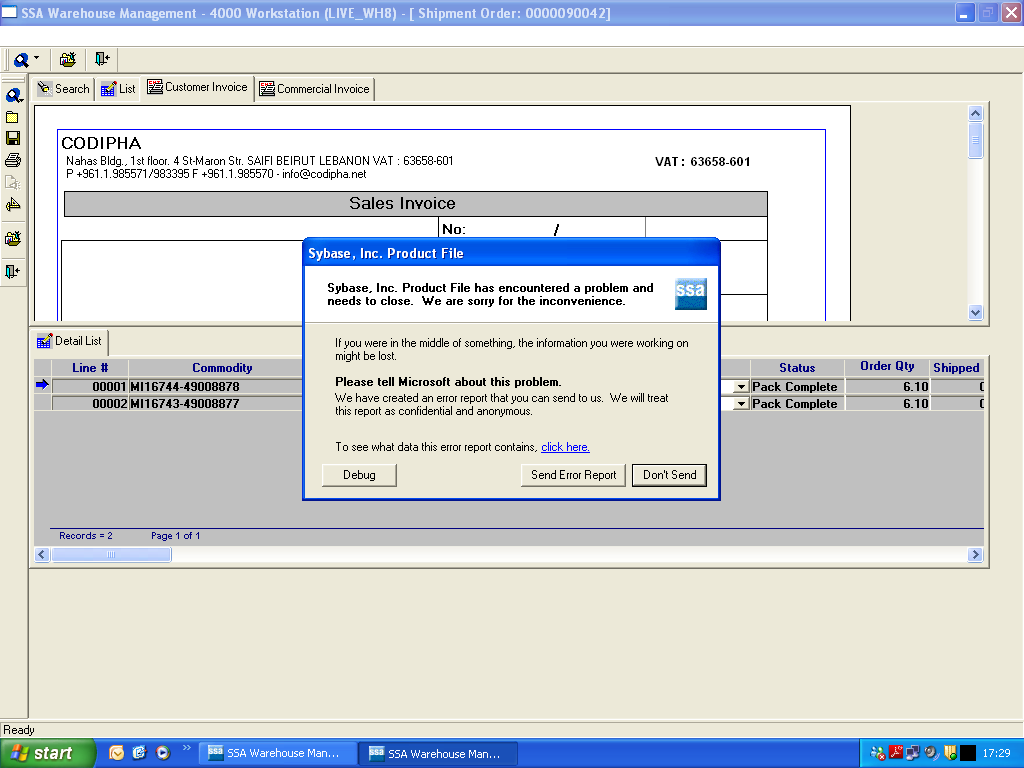 SSA Warehouse Management - 4000 Workstation (LIVE_WH8) - [ Shipment Order: 0000090042]
Search
List
Customer Invoice
Commercial Invoice
CODIPHA
Nahas Bldg., 1st floor. 4 St-Maron Str. SAIFI BEIRUT LEBANON VAT : 63658-601
VAT : 63658-601
P +961.1.985571/983395 F +961.1.985570 - info@codipha.net
Sales Invoice
No: /
Sybase, Inc. Product File
Sybase, Inc. Product File has encountered a problem and
needs to close. We are sorry for the inconvenience.
ssa
If you were in the middle of something, the information you were working on
might be lost.
Please tell Microsoft about this problem.
We have created an error report that you can send to us. We will treat
this report as confidential and anonymous.
To see what data this error report contains, click here.
Debug
Send Error Report
Don't Send
Detail List
Line # Commodity Status Order Qty Shipped
00001 MI16744-49008878 Pack Complete 6.10
00002 MI16743-49008877 Pack Complete 6.10
Records = 2 Page 1 of 1
Ready
start
ssa SSA Warehouse Man...
ssa SSA Warehouse Man...
17:29